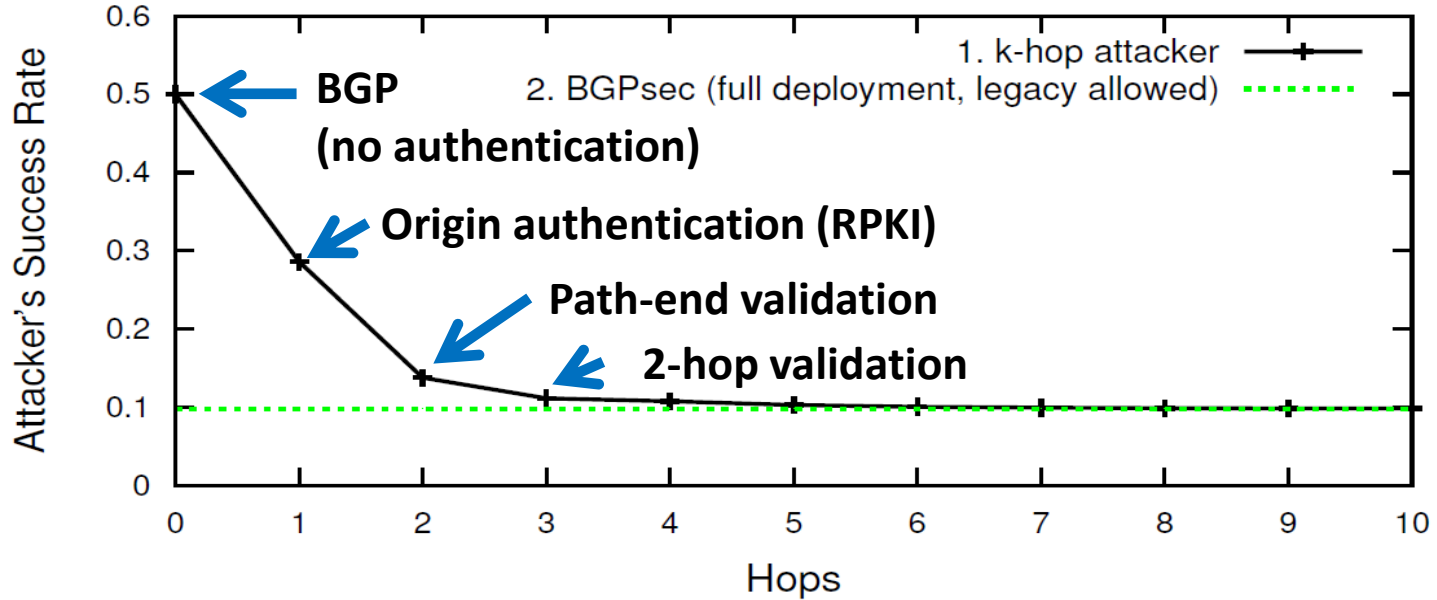 0.6
0.5
0.4
0.3
0.2
0.1
0
Attacker's Success Rate
1. k-hop attacker
2. BGPsec (full deployment, legacy allowed)
BGP
(no authentication)
Origin authentication (RPKI)
Path-end validation
2-hop validation
0 1 2 3 4 5 6 7 8 9 10
Hops